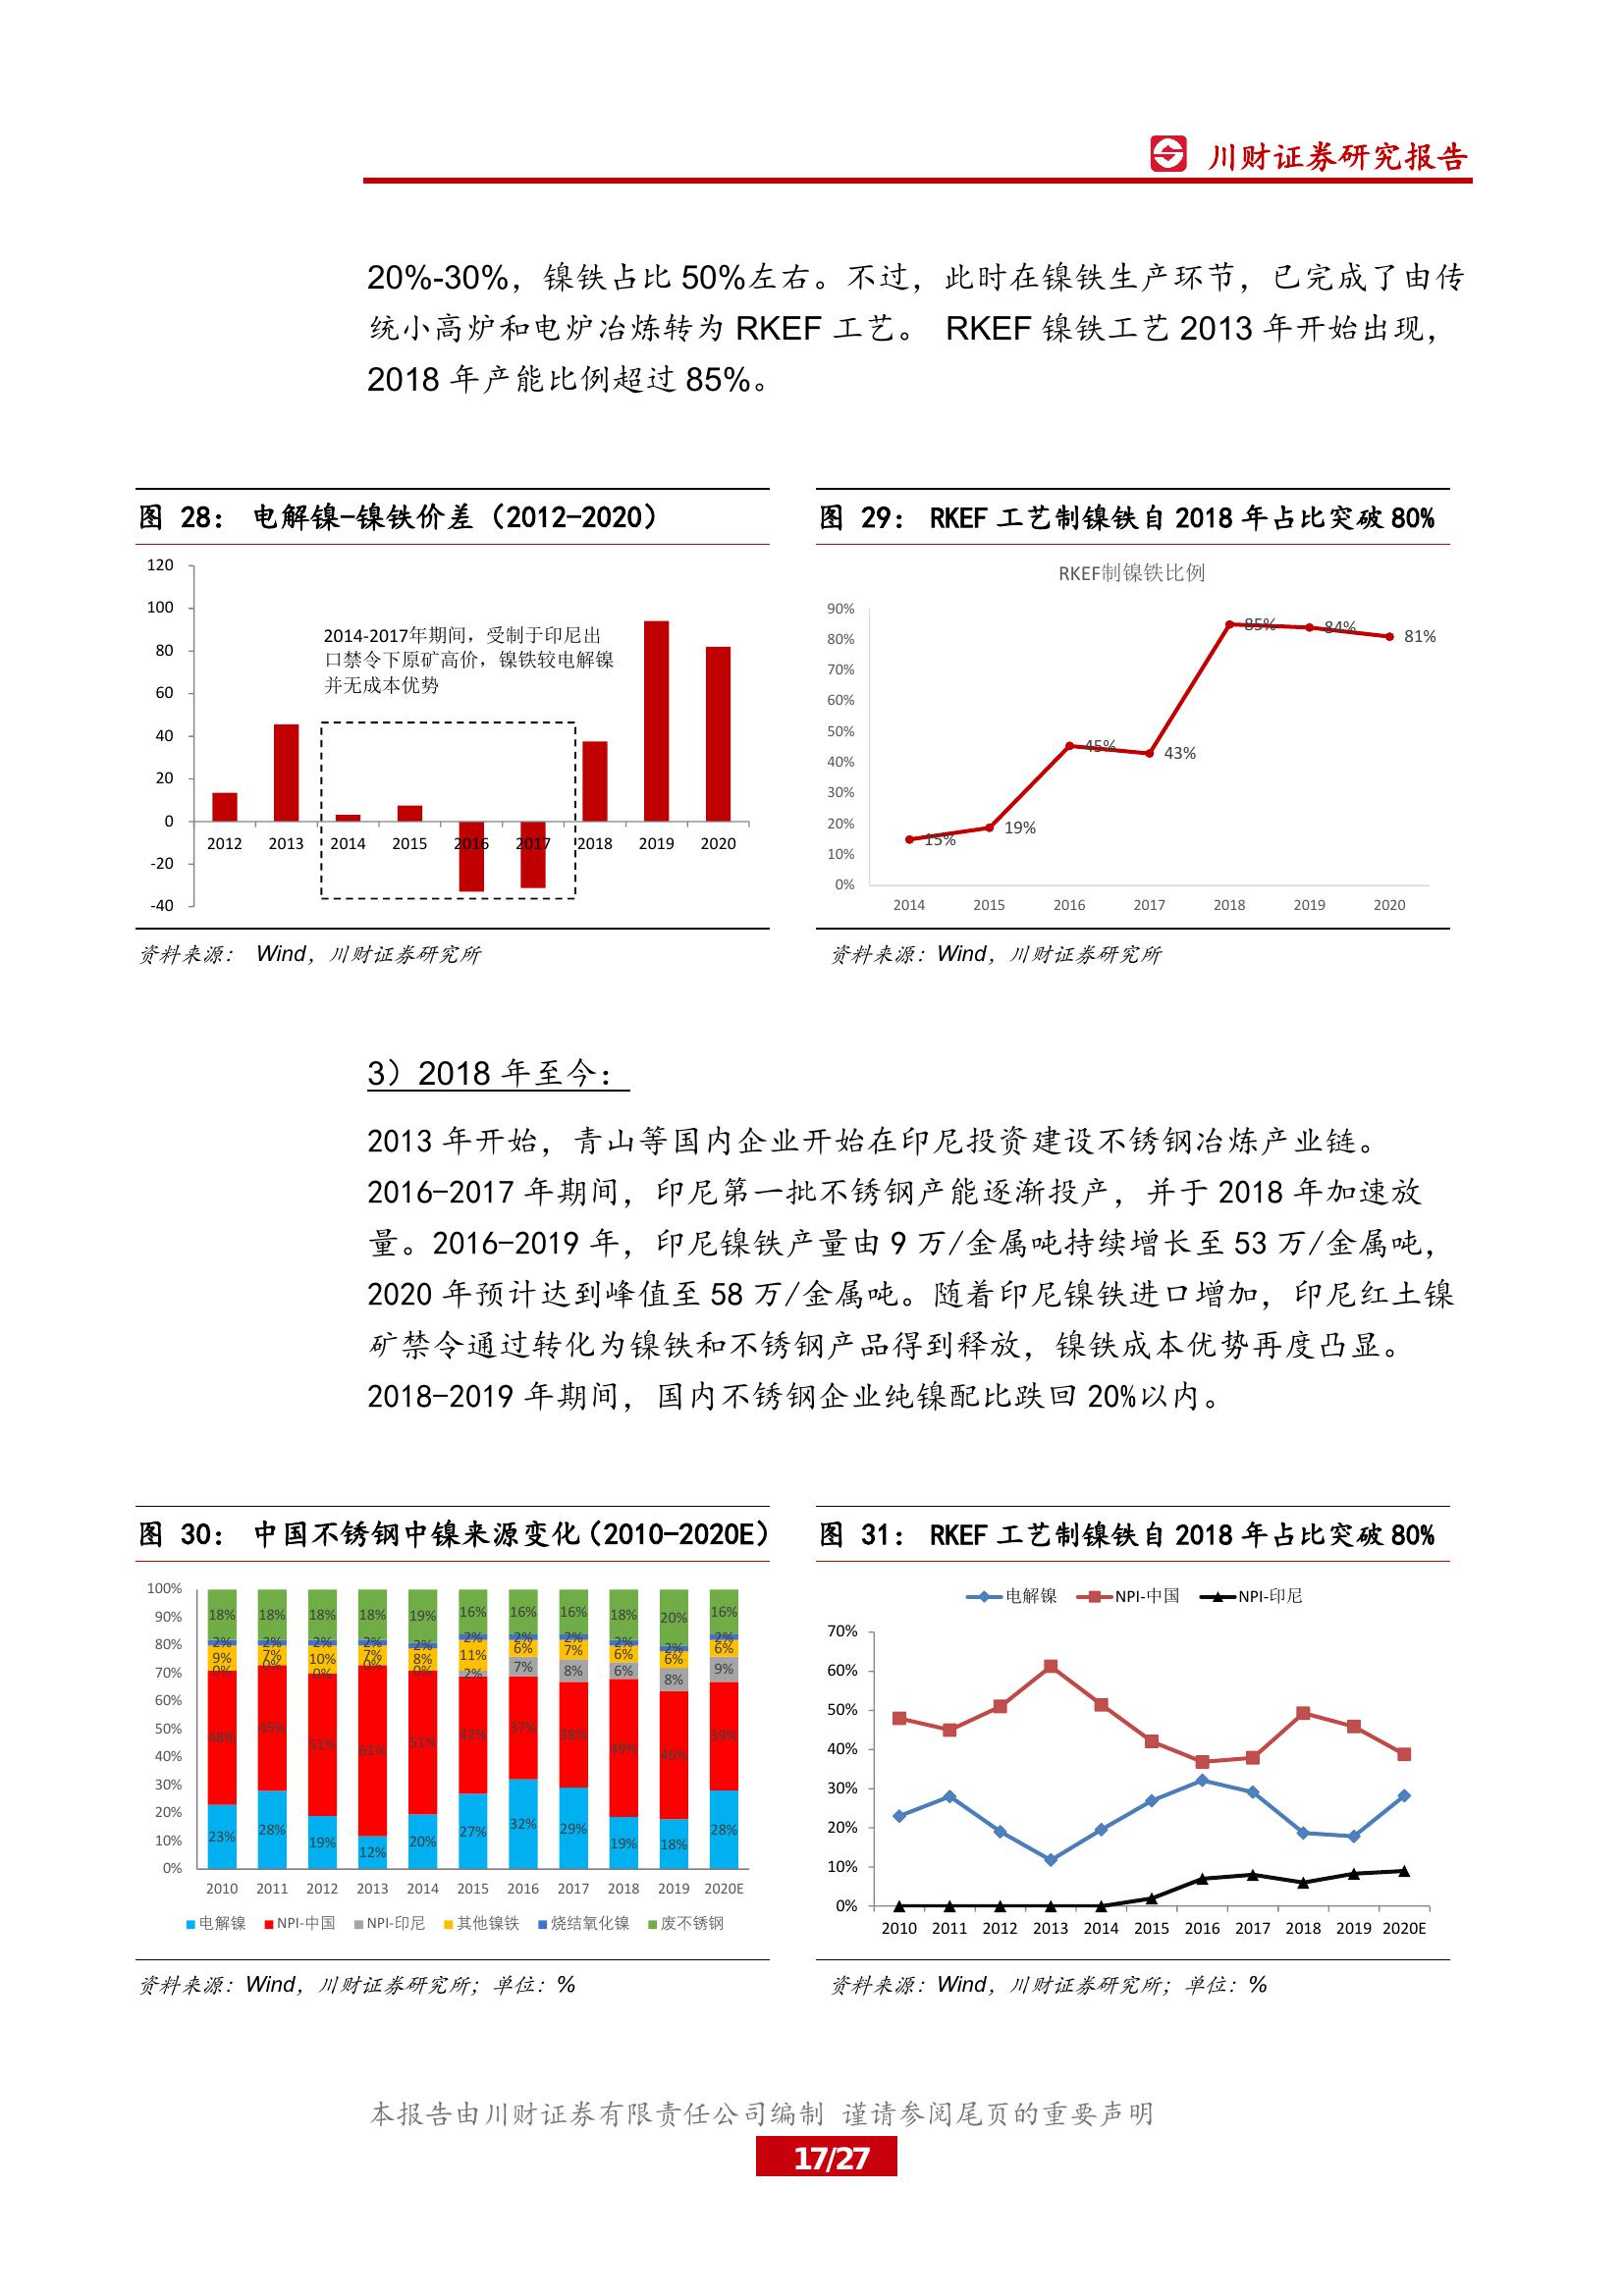 川财证券研究报告
20%-30%，镍铁占比 50%左右。不过，此时在镍铁生产环节，已完成了由传
统小高炉和电炉冶炼转为 RKEF 工艺。 RKEF 镍铁工艺 2013 年开始出现，
2018 年产能比例超过 85%。
图 28： 电解镍-镍铁价差（2012-2020）
120
100
80
60
40
20
0
-20
-40
2014-2017年期间，受制于印尼出
口禁令下原矿高价，镍铁较电解镍
并无成本优势
2012 2013 2014 2015 2016 2017 2018 2019 2020
资料来源： Wind，川财证券研究所
图 29： RKEF 工艺制镍铁自 2018 年占比突破 80%
RKEF制镍铁比例
90%
80%
70%
60%
50%
40%
30%
20%
10%
0%
15% 19% 45% 43% 85% 84% 81%
2014 2015 2016 2017 2018 2019 2020
资料来源：Wind，川财证券研究所
3）2018 年至今：
2013 年开始，青山等国内企业开始在印尼投资建设不锈钢冶炼产业链。
2016-2017 年期间，印尼第一批不锈钢产能逐渐投产，并于 2018 年加速放
量。2016-2019 年，印尼镍铁产量由 9 万/金属吨持续增长至 53 万/金属吨，
2020 年预计达到峰值至 58 万/金属吨。随着印尼镍铁进口增加，印尼红土镍
矿禁令通过转化为镍铁和不锈钢产品得到释放，镍铁成本优势再度凸显。
2018-2019 年期间，国内不锈钢企业纯镍配比跌回 20%以内。
图 30： 中国不锈钢中镍来源变化（2010-2020E）
100%
90%
80%
70%
60%
50%
40%
30%
20%
10%
0%
18% 18% 18% 18% 19% 16% 16% 16% 18% 20% 16%
2% 2% 2% 2% 2% 2% 2% 2% 2% 2% 2%
9% 7% 10% 7% 8% 11% 6% 7% 6% 6% 6%
0% 0% 0% 0% 0% 2% 7% 8% 6% 8% 9%
48% 45% 51% 61% 51% 42% 37% 38% 49% 46% 39%
23% 28% 19% 12% 20% 27% 32% 29% 19% 18% 28%
2010 2011 2012 2013 2014 2015 2016 2017 2018 2019 2020E
电解镍 NPI-中国 NPI-印尼 其他镍铁 烧结氧化镍 废不锈钢
资料来源：Wind，川财证券研究所；单位：%
图 31： RKEF 工艺制镍铁自 2018 年占比突破 80%
电解镍 NPI-中国 NPI-印尼
70%
60%
50%
40%
30%
20%
10%
0%
2010 2011 2012 2013 2014 2015 2016 2017 2018 2019 2020E
资料来源：Wind，川财证券研究所；单位：%
本报告由川财证券有限责任公司编制 谨请参阅尾页的重要声明
17/27